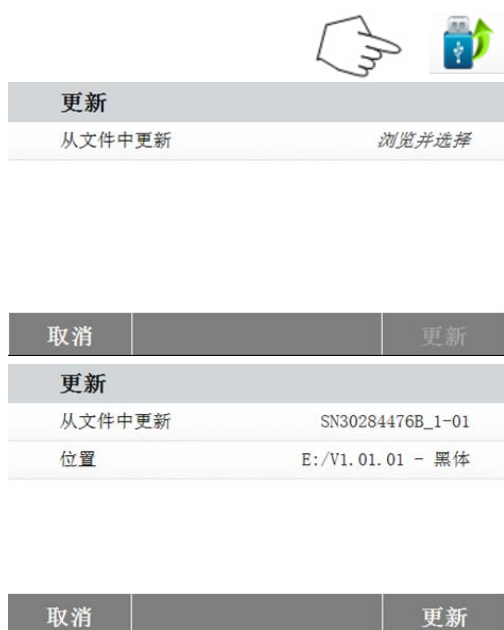 更新
从文件中更新 浏览并选择
取消 更新
更新
从文件中更新 SN30284476B_1-01
位置 E:/V1.01.01 - 黑体
取消 更新